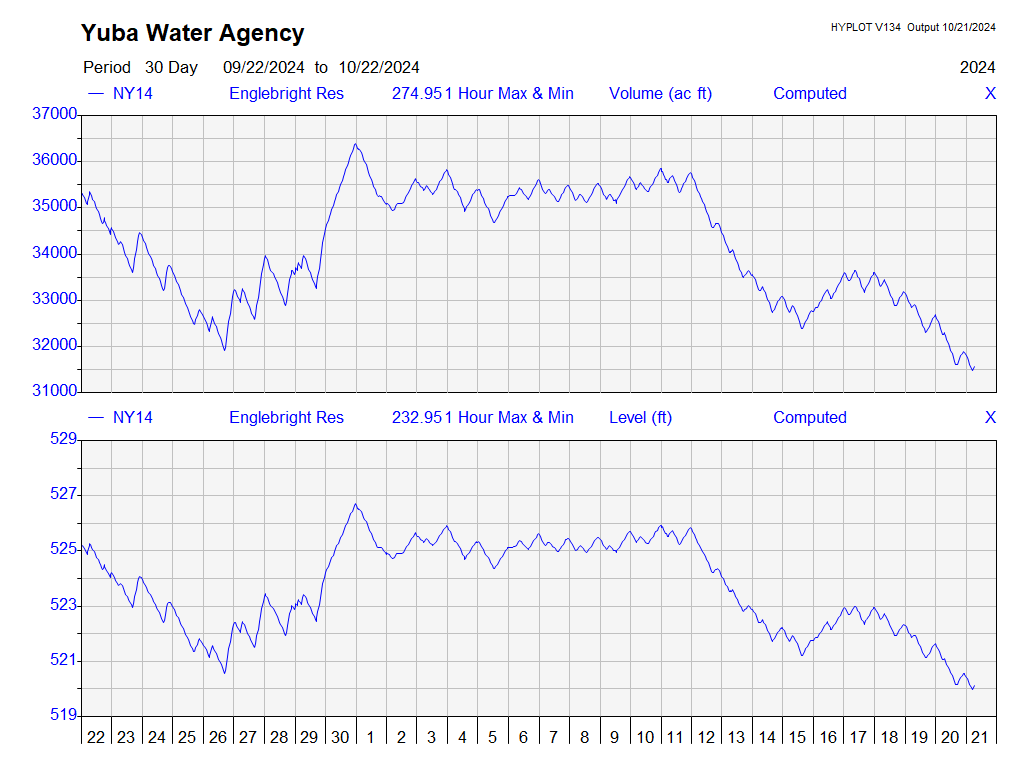 Yuba Water Agency
HYPLOT V134 Output 10/21/2024
Period 30 Day 09/22/2024 to 10/22/2024 2024
NY14 Englebright Res 274.951 Hour Max & Min Volume (ac ft) Computed X
37000
36000
35000
34000
33000
32000
31000
NY14 Englebright Res 232.951 Hour Max & Min Level (ft) Computed X
529
527
525
523
521
519
22 23 24 25 26 27 28 29 30 1 2 3 4 5 6 7 8 9 10 11 12 13 14 15 16 17 18 19 20 21